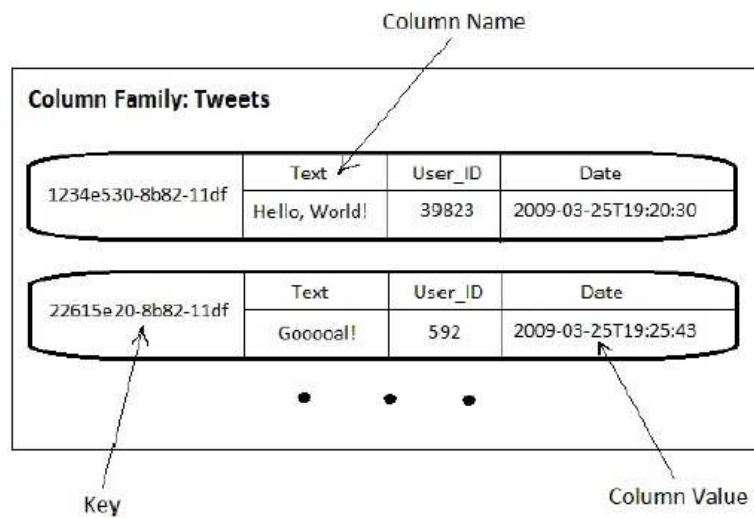 Column Name
Column Family: Tweets
1234e530-8b82-11df
Text User_ID Date
Hello, World! 39823 2009-03-25T19:20:30
22615e20-8b82-11df
Text User_ID Date
Gooooal! 592 2009-03-25T19:25:43
Key
Column Value